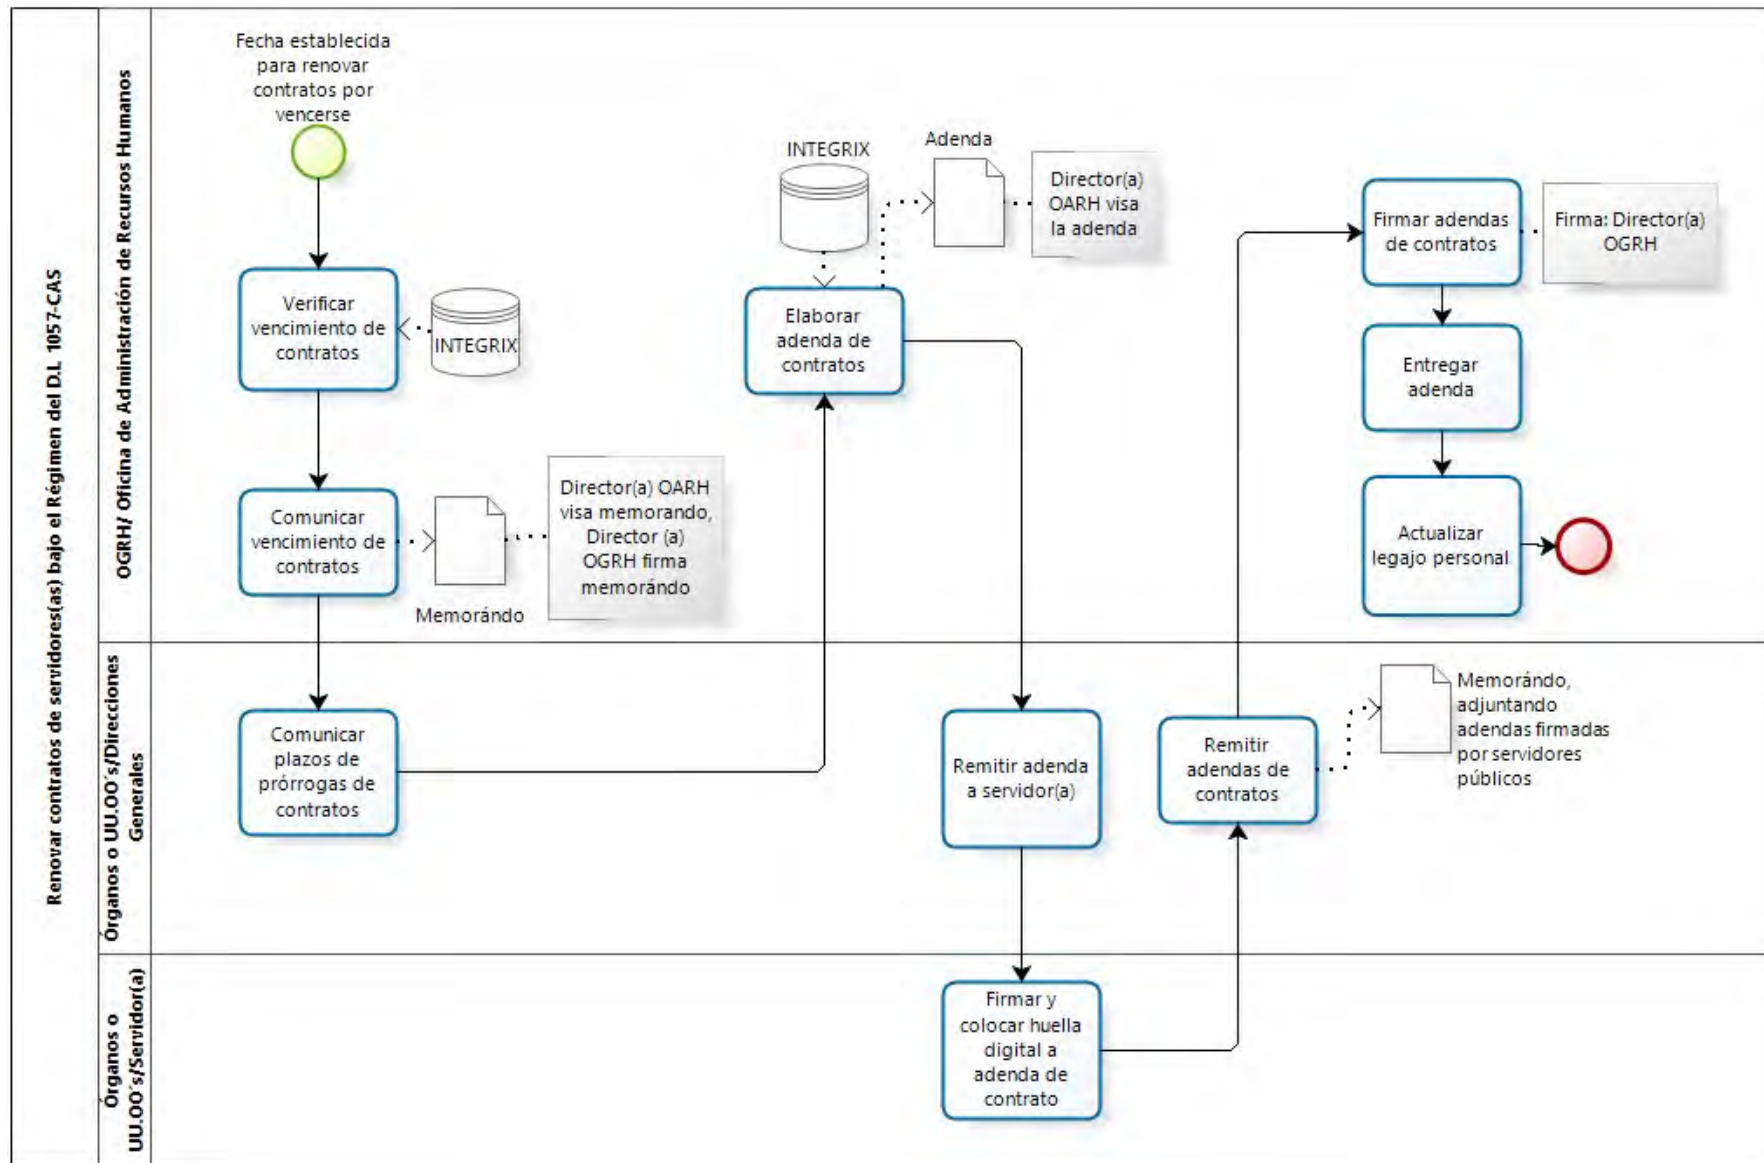 Renovar contratos de servidores(as) bajo el Régimen del D.L. 1057-CAS
OGRH/ Oficina de Administración de Recursos Humanos
Fecha establecida
para renovar
contratos por
vencerse
Verificar
vencimiento de
contratos
INTEGRIX
Comunicar
vencimiento de
contratos
Memorándo
Director(a) OARH
visa memorando,
Director (a)
OGRH firma
memorándo
INTEGRIX
Adenda
Director(a)
OARH visa
la adenda
Elaborar
adenda de
contratos
Firmar adendas
de contratos
Firma: Director(a)
OGRH
Entregar
adenda
Actualizar
legajo personal
Órganos o UU.OO´s/Direcciones
Generales
Comunicar
plazos de
prórrogas de
contratos
Remitir adenda
a servidor(a)
Remitir
adendas de
contratos
Memorándo,
adjuntando
adendas firmadas
por servidores
públicos
Órganos o
UU.OO´s/Servidor(a)
Firmar y
colocar huella
digital a
adenda de
contrato